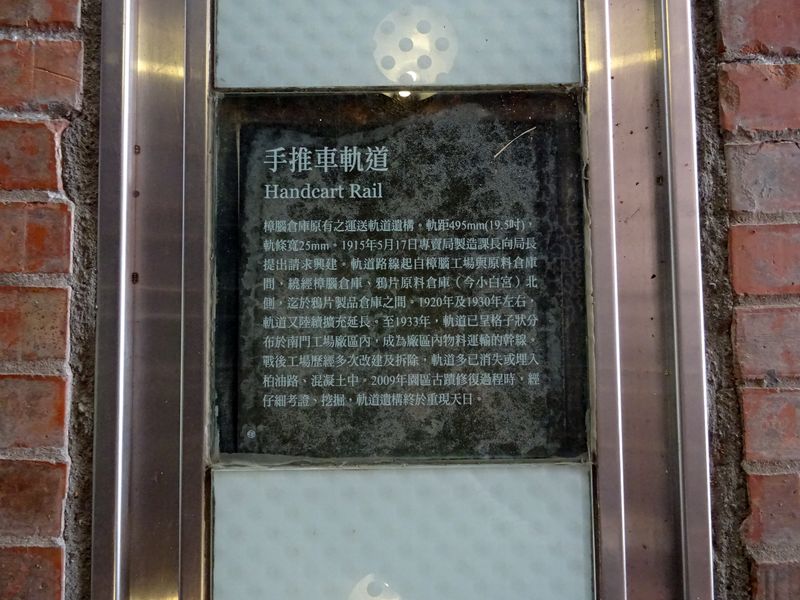 手推車軌道
Handcart Rail
樟腦倉庫原有之運送軌道遺構。軌距495mm(19.5吋)，
軌條寬25mm。1915年5月17日專賣局製造課長向局長
提出請求興建。軌道路線起自樟腦工場與原料倉庫
間，繞經樟腦倉庫、鴉片原料倉庫（今小白宮）北
側，迄於鴉片製品倉庫之間。1920年及1930年左右，
軌道又陸續擴充延長。至1933年，軌道已呈格子狀分
布於南門工場廠區內，成為廠區內物料運輸的幹線。
戰後工場歷經多次改建及拆除，軌道多已消失或埋入
柏油路、混凝土中。2009年園區古蹟修復過程時，經
仔細考證、挖掘，軌道遺構終於重現天日。